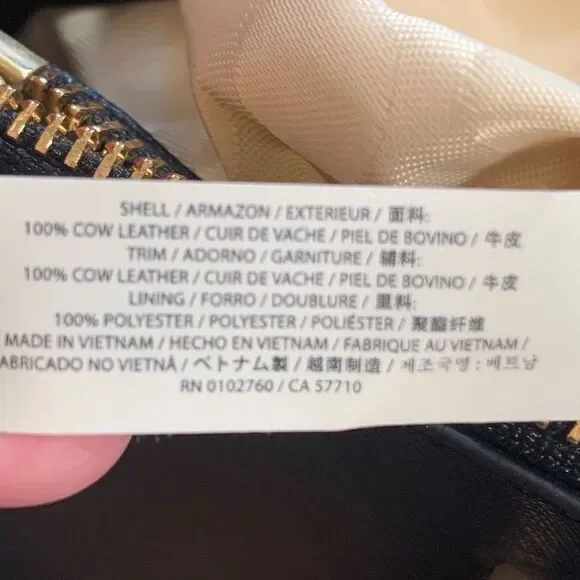 SHELL / ARMAZON / EXTERIEUR / 面料:
100% COW LEATHER / CUIR DE VACHE / PIEL DE BOVINO / 牛皮
TRIM / ADORNO / GARNITURE / 辅料:
100% COW LEATHER / CUIR DE VACHE / PIEL DE BOVINO / 牛皮
LINING / FORRO / DOUBLURE / 里料:
100% POLYESTER / POLYESTER / POLIÉSTER / 聚酯纤维
MADE IN VIETNAM / HECHO EN VIETNAM / FABRIQUE AU VIETNAM /
ABRICADO NO VIETNÃ / ベトナム製 / 越南制造 / 제조국명 : 베트남
RN 0102760 / CA 57710